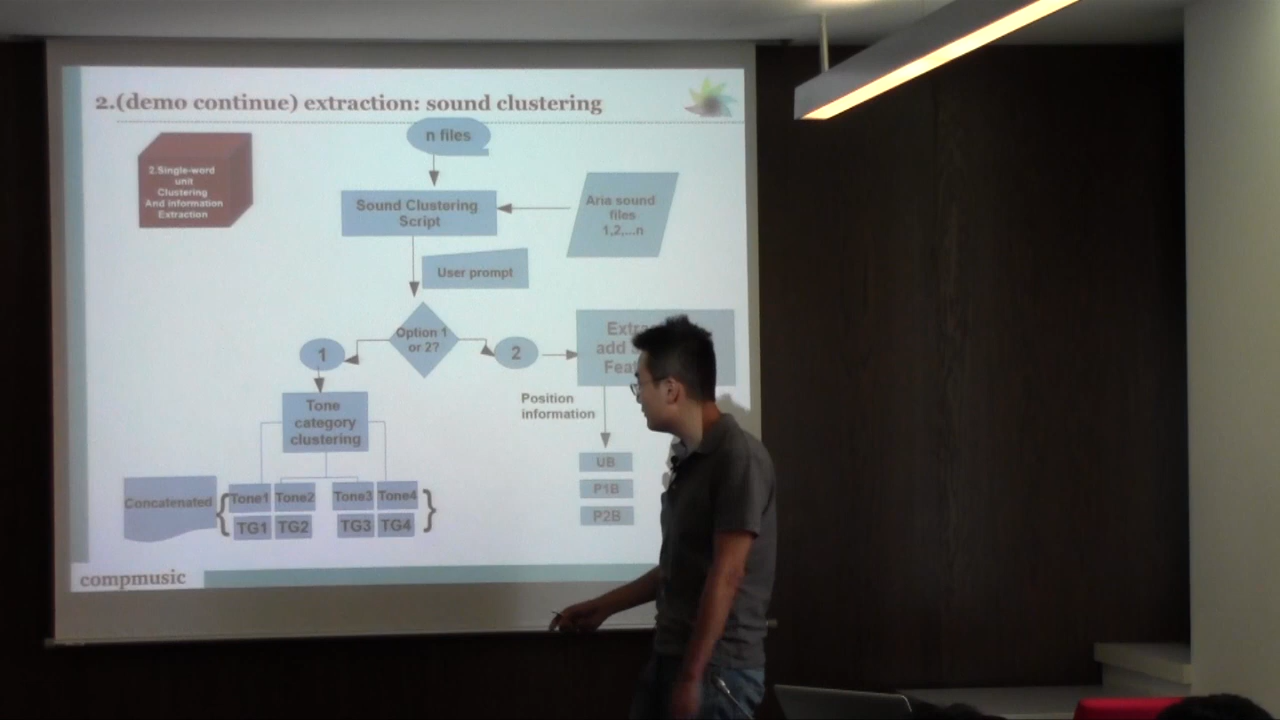 2.(demo continue) extraction: sound clustering
n files
2.Single-word
unit
Clustering
And information
Extraction
Sound Clustering
Script
Aria sound
files
1,2,...n
User prompt
Option 1
or 2?
1
2
add
Position
information
Tone
category
clustering
UB
P1B
P2B
Concatenated
Tone1 Tone2 Tone3 Tone4
TG1 TG2 TG3 TG4
compmusic